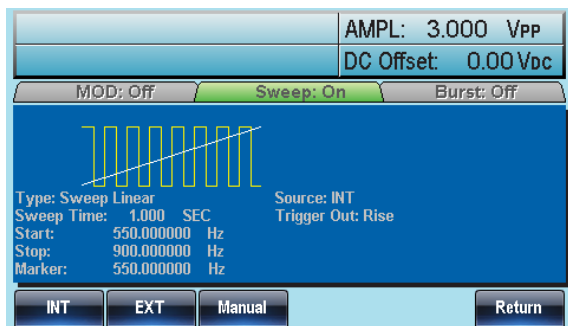 AMPL: 3.000 VPP
DC Offset: 0.00 VDC
MOD: Off Sweep: On Burst: Off
Type: Sweep Linear Source: INT
Sweep Time: 1.000 SEC Trigger Out: Rise
Start: 550.000000 Hz
Stop: 900.000000 Hz
Marker: 550.000000 Hz
INT EXT Manual Return